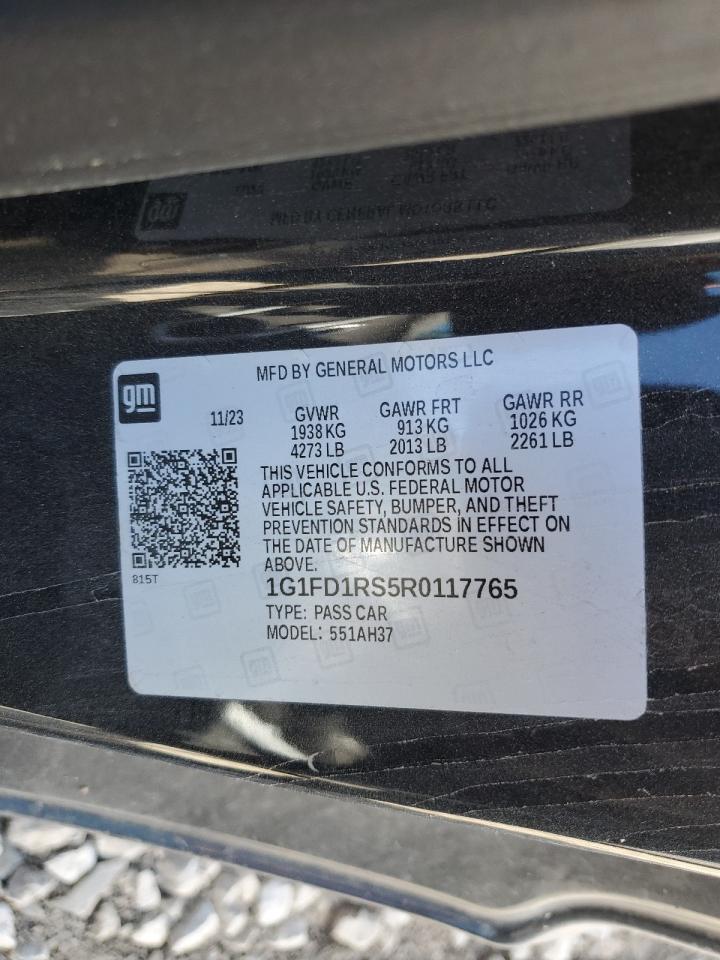 MFD BY GENERAL MOTORS LLC
gm
11/23
GVWR GAWR FRT GAWR RR
1938 KG 913 KG 1026 KG
4273 LB 2013 LB 2261 LB
THIS VEHICLE CONFORMS TO ALL
APPLICABLE U.S. FEDERAL MOTOR
VEHICLE SAFETY, BUMPER, AND THEFT
PREVENTION STANDARDS IN EFFECT ON
THE DATE OF MANUFACTURE SHOWN
ABOVE.
815T
1G1FD1RS5R0117765
TYPE: PASS CAR
MODEL: 551AH37